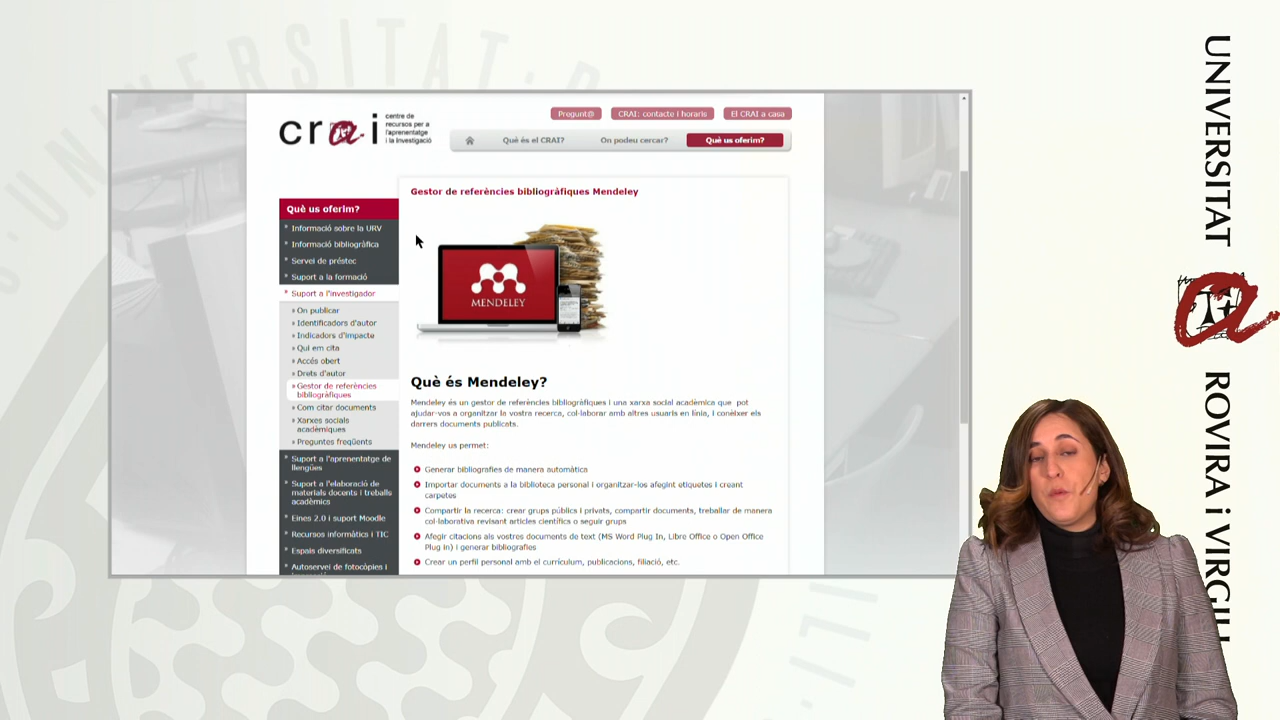 UNIVERSITAT
ROVIRA i VIRGILI
crai
centre de
recursos per a
l'aprenentatge
i la Investigació
Pregunt@
CRAI: contacte i horaris
El CRAI a casa
Què és el CRAI?
On podeu cercar?
Què us oferim?
Què us oferim?
Informació sobre la URV
Informació bibliogràfica
Servei de préstec
Suport a la formació
Suport a l'investigador
» On publicar
» Identificadors d'autor
» Indicadors d'impacte
» Qui em cita
» Accés obert
» Drets d'autor
» Gestor de referències
bibliogràfiques
» Com citar documents
» Xarxes socials
acadèmiques
» Preguntes freqüents
Suport a l'aprenentatge de
llengües
Suport a l'elaboració de
materials docents i treballs
acadèmics
Eines 2.0 i suport Moodle
Recursos informàtics i TIC
Espais diversificats
Autoservei de fotocòpies i
Gestor de referències bibliogràfiques Mendeley
MENDELEY
Què és Mendeley?
Mendeley és un gestor de referències bibliogràfiques i una xarxa social acadèmica que pot
ajudar-vos a organitzar la vostra recerca, col·laborar amb altres usuaris en línia, i conèixer els
darrers documents publicats.
Mendeley us permet:
Generar bibliografies de manera automàtica
Importar documents a la biblioteca personal i organitzar-los afegint etiquetes i creant
carpetes
Compartir la recerca: crear grups públics i privats, compartir documents, treballar de manera
col·laborativa revisant articles científics o seguir grups
Afegir citacions als vostres documents de text (MS Word Plug In, Libre Office o Open Office
Plug in) i generar bibliografies
Crear un perfil personal amb el currículum, publicacions, filiació, etc.